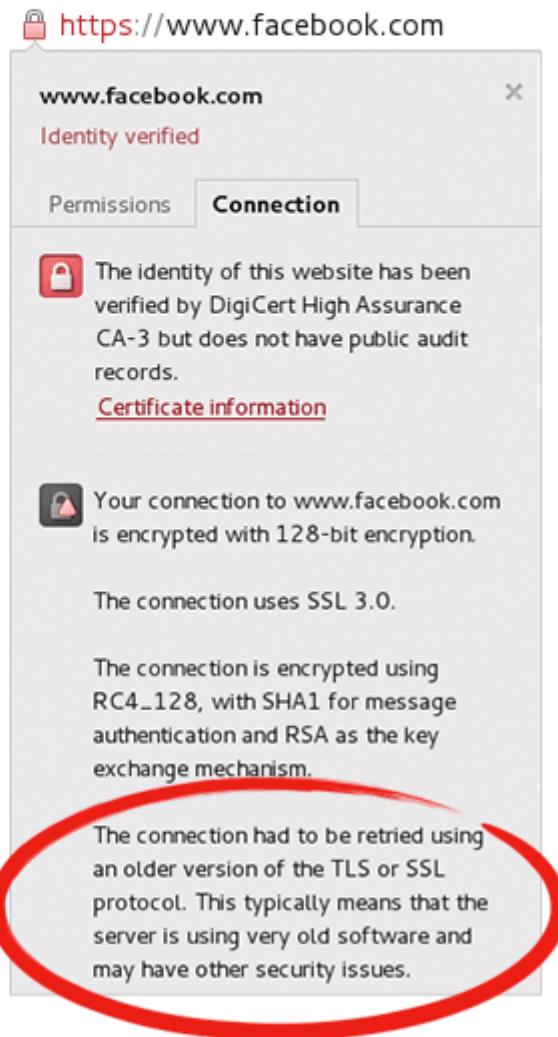 https://www.facebook.com
www.facebook.com
×
Identity verified
Permissions
Connection
The identity of this website has been
verified by DigiCert High Assurance
CA-3 but does not have public audit
records.
Certificate information
Your connection to www.facebook.com
is encrypted with 128-bit encryption.
The connection uses SSL 3.0.
The connection is encrypted using
RC4_128, with SHA1 for message
authentication and RSA as the key
exchange mechanism.
The connection had to be retried using
an older version of the TLS or SSL
protocol. This typically means that the
server is using very old software and
may have other security issues.